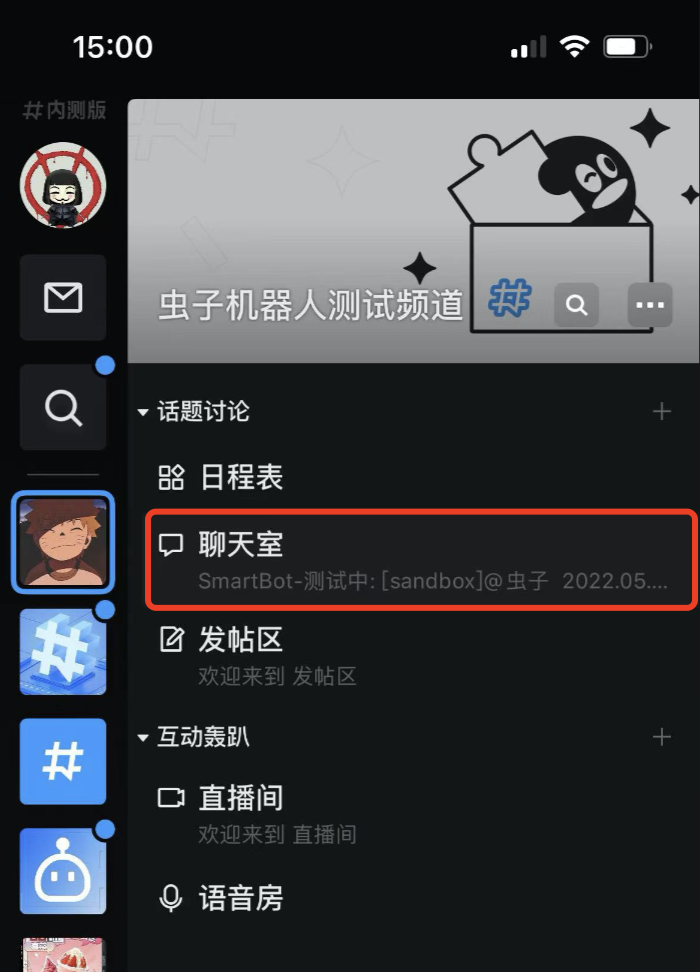 15:00
#内测版
虫子机器人测试频道
话题讨论
日程表
聊天室
SmartBot-测试中: [sandbox]@虫子 2022.05....
发帖区
欢迎来到 发帖区
互动轰趴
直播间
欢迎来到 直播间
语音房